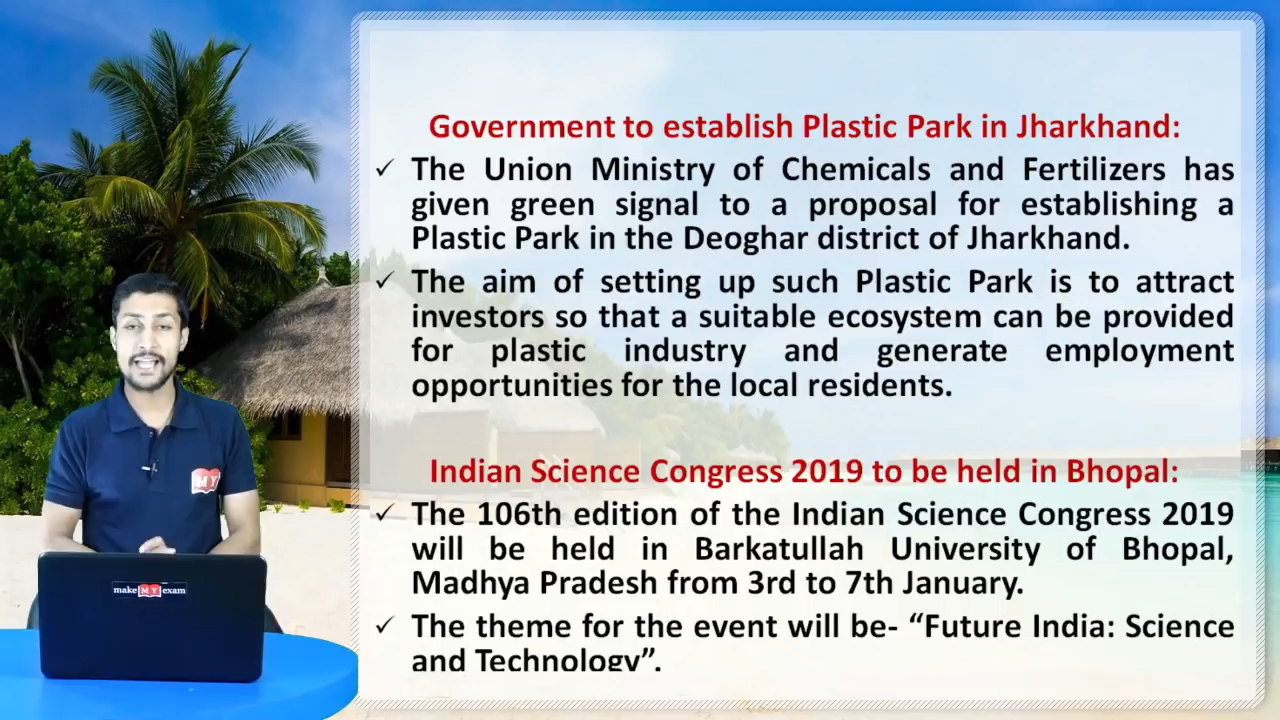 Government to establish Plastic Park in Jharkhand:
✓ The Union Ministry of Chemicals and Fertilizers has
given green signal to a proposal for establishing a
Plastic Park in the Deoghar district of Jharkhand.
✓ The aim of setting up such Plastic Park is to attract
investors so that a suitable ecosystem can be provided
for plastic industry and generate employment
opportunities for the local residents.
Indian Science Congress 2019 to be held in Bhopal:
✓ The 106th edition of the Indian Science Congress 2019
will be held in Barkatullah University of Bhopal,
Madhya Pradesh from 3rd to 7th January.
✓ The theme for the event will be- “Future India: Science
and Technology”.
MY
make MY exam